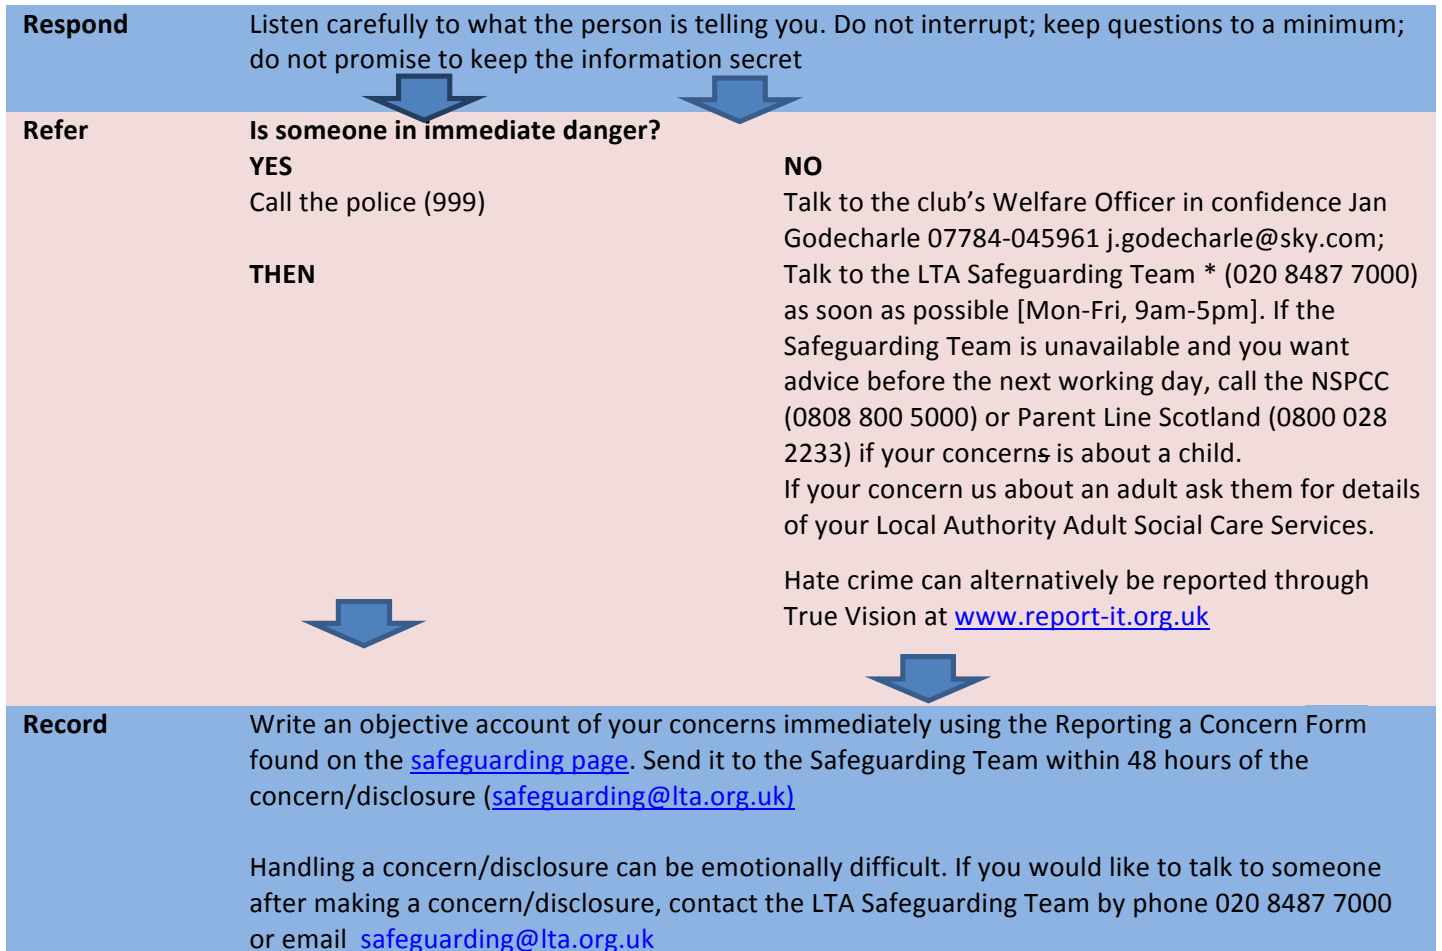 Respond Listen carefully to what the person is telling you. Do not interrupt; keep questions to a minimum;
do not promise to keep the information secret
Refer Is someone in immediate danger?
YES
Call the police (999)
THEN
NO
Talk to the club’s Welfare Officer in confidence Jan
Godecharle 07784-045961 j.godecharle@sky.com;
Talk to the LTA Safeguarding Team * (020 8487 7000)
as soon as possible [Mon-Fri, 9am-5pm]. If the
Safeguarding Team is unavailable and you want
advice before the next working day, call the NSPCC
(0808 800 5000) or Parent Line Scotland (0800 028
2233) if your concerns is about a child.
If your concern us about an adult ask them for details
of your Local Authority Adult Social Care Services.
Hate crime can alternatively be reported through
True Vision at www.report-it.org.uk
Record Write an objective account of your concerns immediately using the Reporting a Concern Form
found on the safeguarding page. Send it to the Safeguarding Team within 48 hours of the
concern/disclosure (safeguarding@lta.org.uk)
Handling a concern/disclosure can be emotionally difficult. If you would like to talk to someone
after making a concern/disclosure, contact the LTA Safeguarding Team by phone 020 8487 7000
or email safeguarding@lta.org.uk